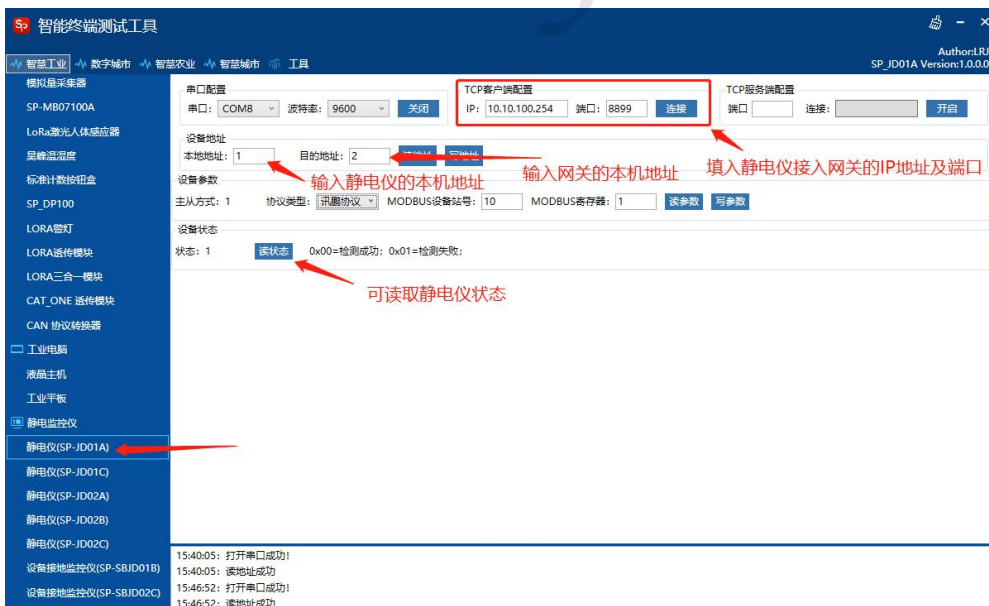 Sp 智能终端测试工具
Author:LRJ
SP_JD01A Version:1.0.0.0
智慧工业 数字城市 智慧农业 智慧城市 工具
模拟量采集器
SP-MB07100A
LoRa激光人体感应器
昊峰温湿度
标准计数按钮盒
SP_DP100
LORA警灯
LORA透传模块
LORA三合一模块
CAT_ONE 透传模块
CAN 协议转换器
工业电脑
液晶主机
工业平板
静电监控仪
静电仪(SP-JD01A)
静电仪(SP-JD01C)
静电仪(SP-JD02A)
静电仪(SP-JD02B)
静电仪(SP-JD02C)
设备接地监控仪(SP-SBJD01B)
设备接地监控仪(SP-SBJD02C)
串口配置
串口: COM8 波特率: 9600 关闭
TCP客户端配置
IP: 10.10.100.254 端口: 8899 连接
TCP服务端配置
端口 连接: 开启
设备地址
本地地址: 1 目的地址: 2 写地址
输入静电仪的本机地址
输入网关的本机地址
填入静电仪接入网关的IP地址及端口
设备参数
主从方式: 1 协议类型: 讯鹏协议 MODBUS设备站号: 10 MODBUS寄存器: 1 读参数 写参数
设备状态
状态: 1 读状态 0x00=检测成功; 0x01=检测失败;
可读取静电仪状态
15:40:05: 打开串口成功!
15:40:05: 读地址成功
15:46:52: 打开串口成功!
15:46:52: 读地址成功